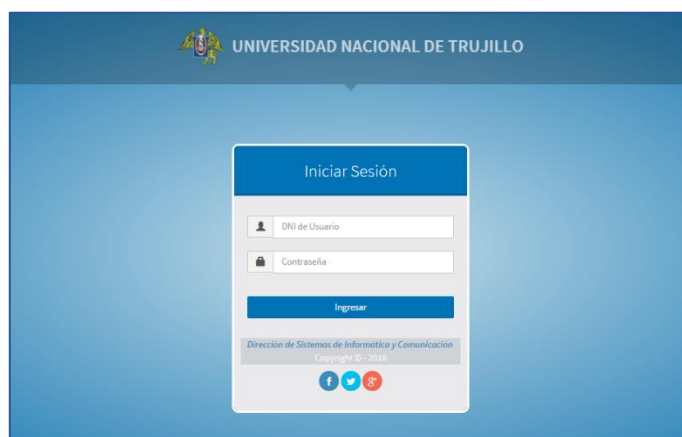 UNIVERSIDAD NACIONAL DE TRUJILLO
Iniciar Sesión
DNI de Usuario
Contraseña
Ingresar
Dirección de Sistemas de Informática y Comunicación
Copyright © - 2016